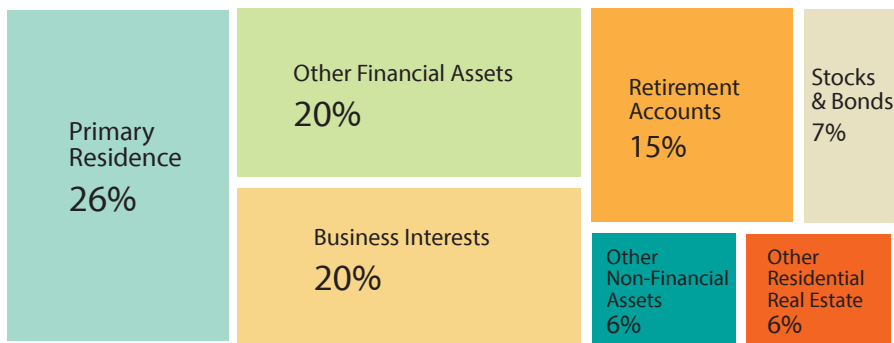 Primary
Residence
26%
Other Financial Assets
20%
Business Interests
20%
Retirement
Accounts
15%
Stocks
& Bonds
7%
Other
Non-Financial
Assets
6%
Other
Residential
Real Estate
6%